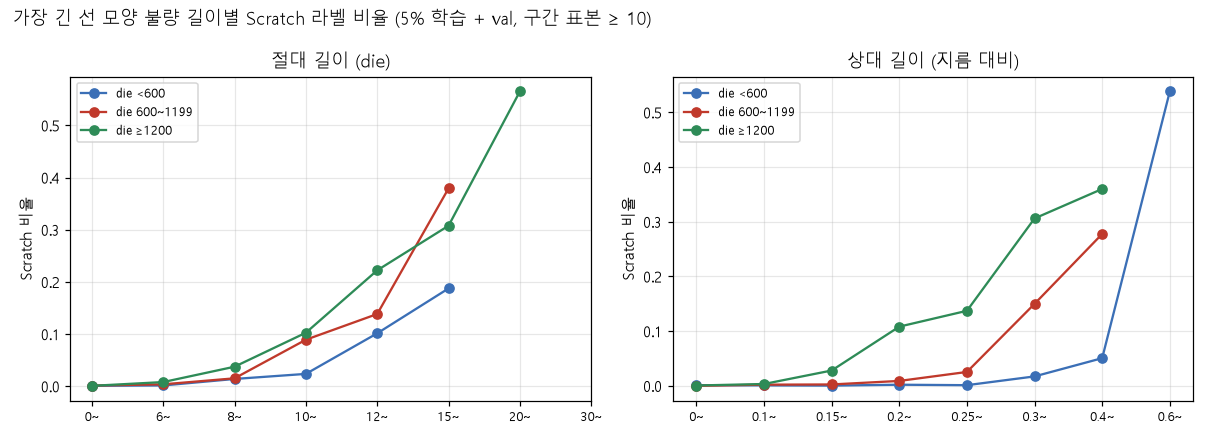 가장 긴 선 모양 불량 길이별 Scratch 라벨 비율 (5% 학습 + val, 구간 표본 ≥ 10)
절대 길이 (die)
die <600
die 600~1199
die ≥1200
Scratch 비율
0.5
0.4
0.3
0.2
0.1
0.0
0~ 6~ 8~ 10~ 12~ 15~ 20~ 30~
상대 길이 (지름 대비)
die <600
die 600~1199
die ≥1200
Scratch 비율
0.5
0.4
0.3
0.2
0.1
0.0
0~ 0.1~ 0.15~ 0.2~ 0.25~ 0.3~ 0.4~ 0.6~